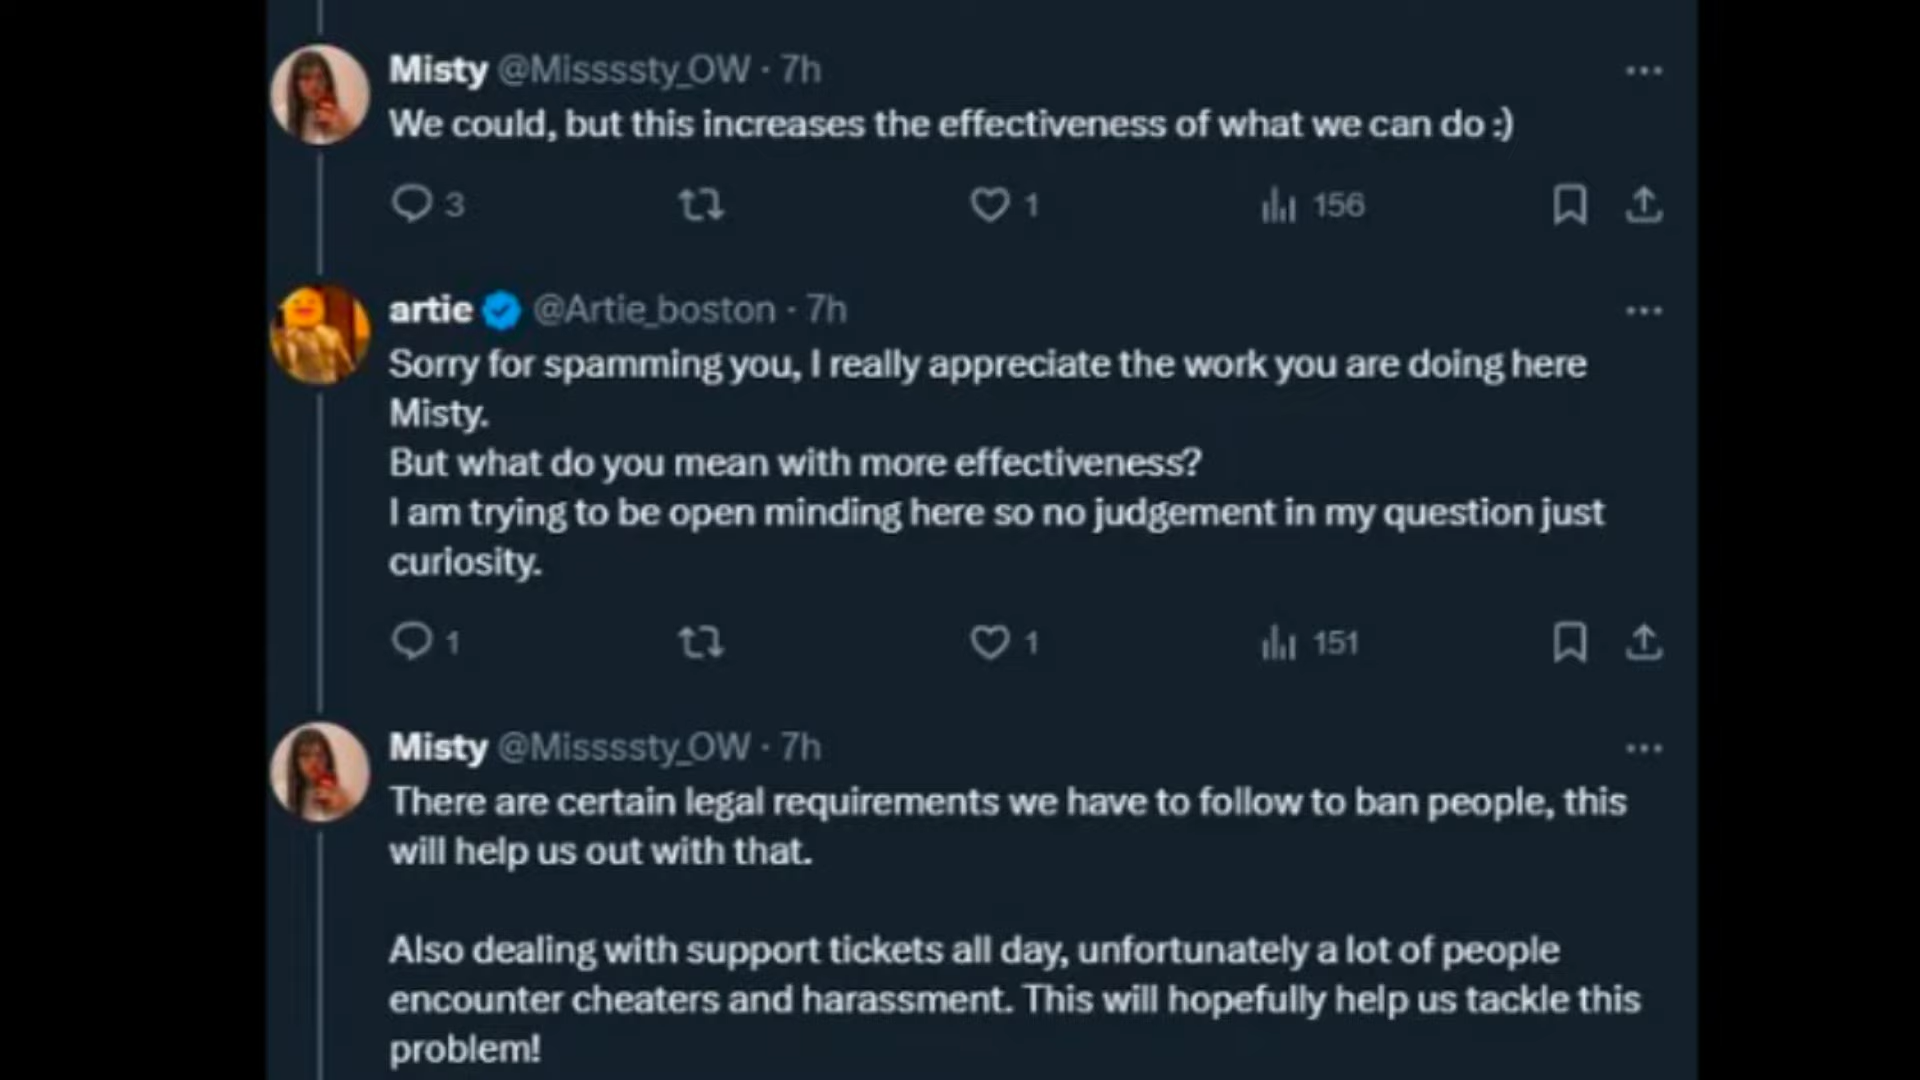 Misty @Missssty_OW · 7h
We could, but this increases the effectiveness of what we can do :)
3 1 156
artie @Artie_boston · 7h
Sorry for spamming you, I really appreciate the work you are doing here
Misty.
But what do you mean with more effectiveness?
I am trying to be open minding here so no judgement in my question just
curiosity.
1 1 151
Misty @Missssty_OW · 7h
There are certain legal requirements we have to follow to ban people, this
will help us out with that.
Also dealing with support tickets all day, unfortunately a lot of people
encounter cheaters and harassment. This will hopefully help us tackle this
problem!